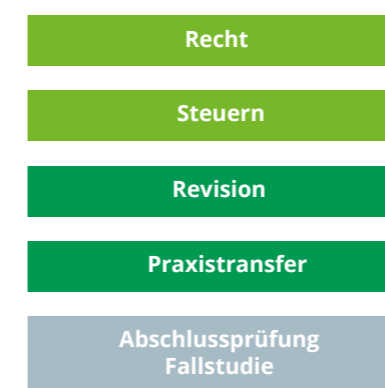 Recht
Steuern
Revision
Praxistransfer
Abschlussprüfung
Fallstudie